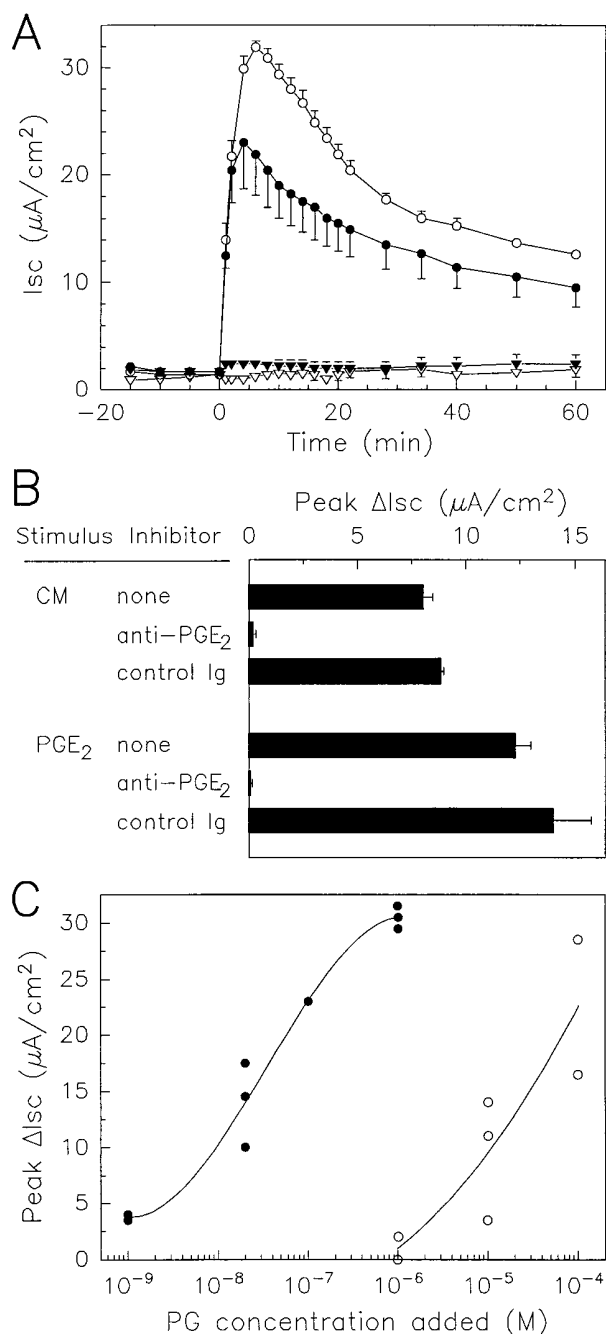 A
Isc (μA/cm²)
30
20
10
0
−20
0
20
40
60
Time (min)
B
Peak ΔIsc (μA/cm²)
Stimulus Inhibitor
0 5 10 15
CM none
anti−PGE₂
control Ig
PGE₂ none
anti−PGE₂
control Ig
C
Peak ΔIsc (μA/cm²)
30
25
20
15
10
5
0
10⁻⁹ 10⁻⁸ 10⁻⁷ 10⁻⁶ 10⁻⁵ 10⁻⁴
PG concentration added (M)